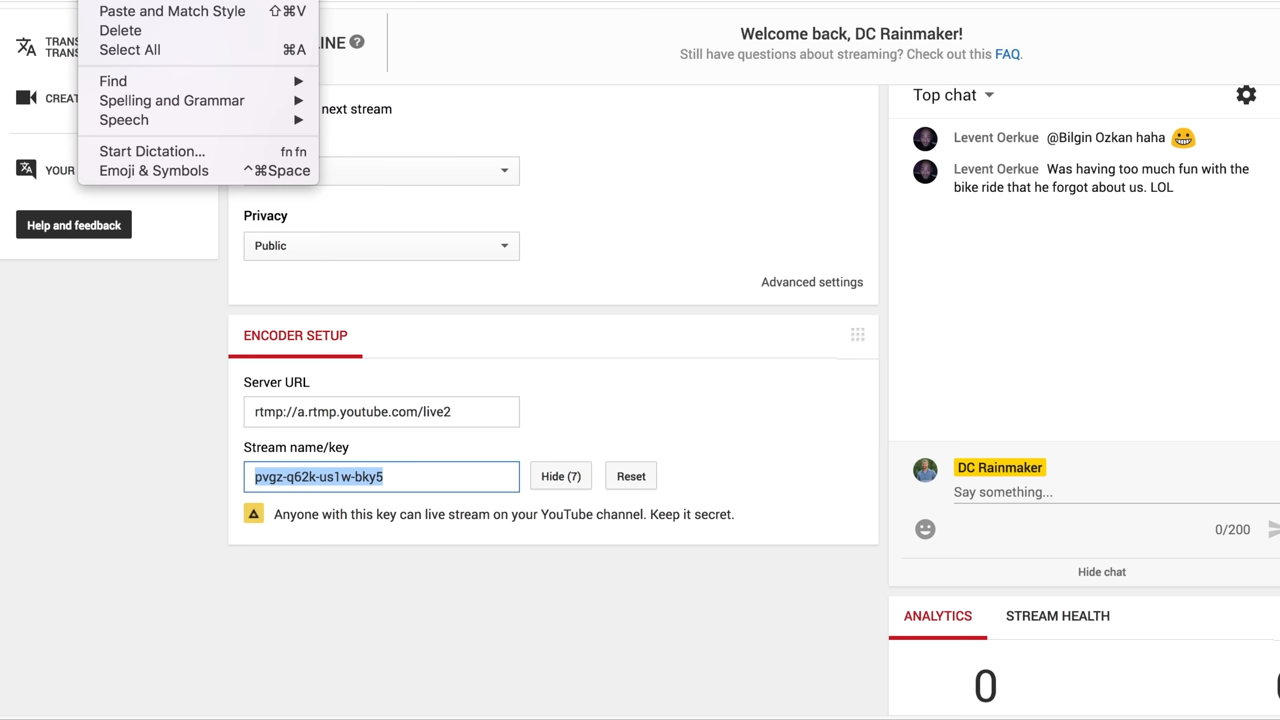 Paste and Match Style ⇧⌘V
Delete
Select All ⌘A
Find
Spelling and Grammar
Speech
Start Dictation... fn fn
Emoji & Symbols ^⌘Space
TRANS
TRANS
CREAT
YOUR
Help and feedback
INE
Welcome back, DC Rainmaker!
Still have questions about streaming? Check out this FAQ.
next stream
Privacy
Public
Advanced settings
ENCODER SETUP
Server URL
rtmp://a.rtmp.youtube.com/live2
Stream name/key
pvgz-q62k-us1w-bky5
Hide (7)
Reset
Anyone with this key can live stream on your YouTube channel. Keep it secret.
Top chat
Levent Oerkue @Bilgin Ozkan haha 😀
Levent Oerkue Was having too much fun with the
bike ride that he forgot about us. LOL
DC Rainmaker
Say something...
0/200
Hide chat
ANALYTICS
STREAM HEALTH
0